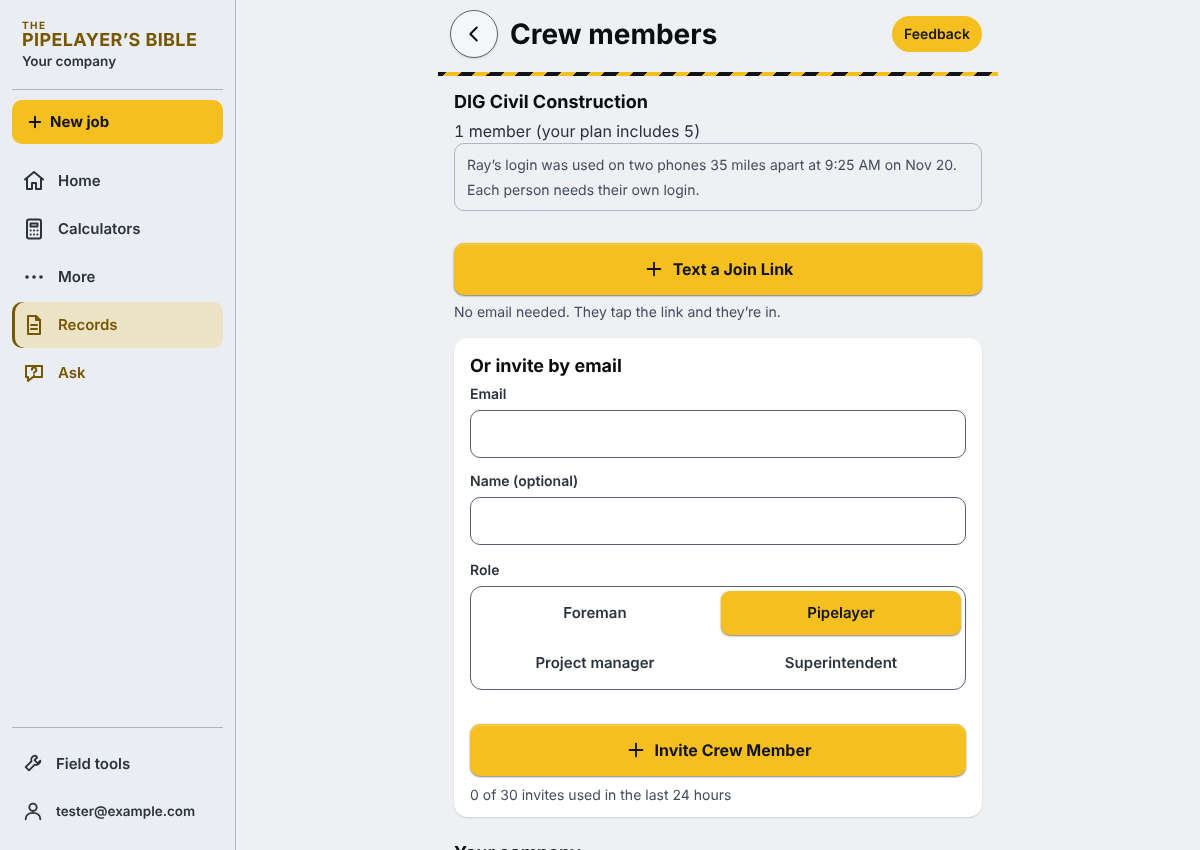 THE
PIPELAYER’S BIBLE
Your company
New job
Home
Calculators
More
Records
Ask
Field tools
tester@example.com
Crew members
Feedback
DIG Civil Construction
1 member (your plan includes 5)
Ray’s login was used on two phones 35 miles apart at 9:25 AM on Nov 20.
Each person needs their own login.
Text a Join Link
No email needed. They tap the link and they’re in.
Or invite by email
Email
Name (optional)
Role
Foreman
Pipelayer
Project manager
Superintendent
Invite Crew Member
0 of 30 invites used in the last 24 hours